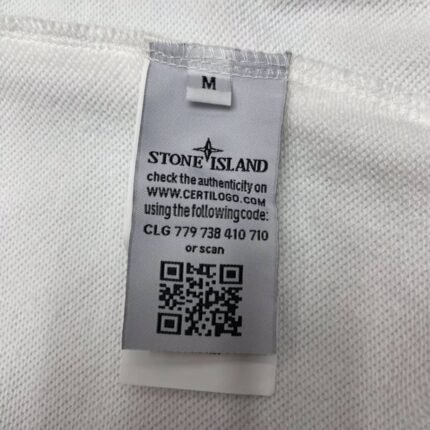 M
STONE ISLAND
check the authenticity on
WWW.CERTILOGO.COM
using the following code:
CLG 779 738 410 710
or scan